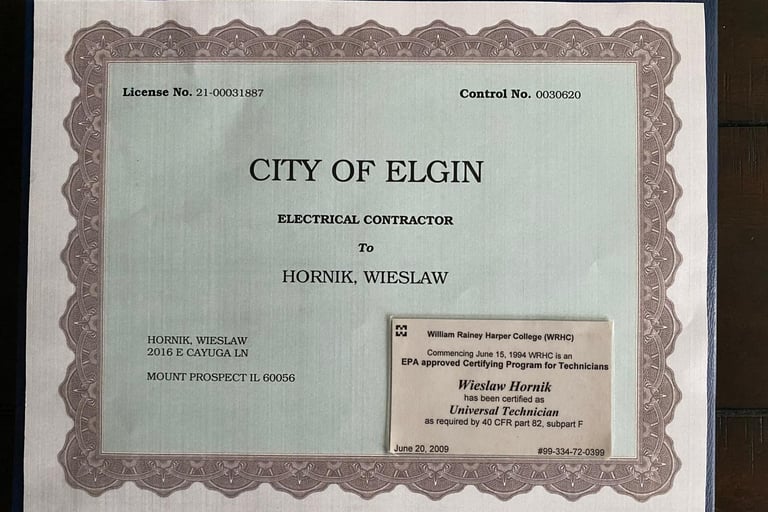 License No. 21-00031887
Control No. 0030620
CITY OF ELGIN
ELECTRICAL CONTRACTOR
To
HORNIK, WIESLAW
HORNIK, WIESLAW
2016 E CAYUGA LN
MOUNT PROSPECT IL 60056
William Rainey Harper College (WRHC)
Commencing June 15, 1994 WRHC is an
EPA approved Certifying Program for Technicians
Wieslaw Hornik
has been certified as
Universal Technician
as required by 40 CFR part 82, subpart F
June 20, 2009
#99-334-72-0399